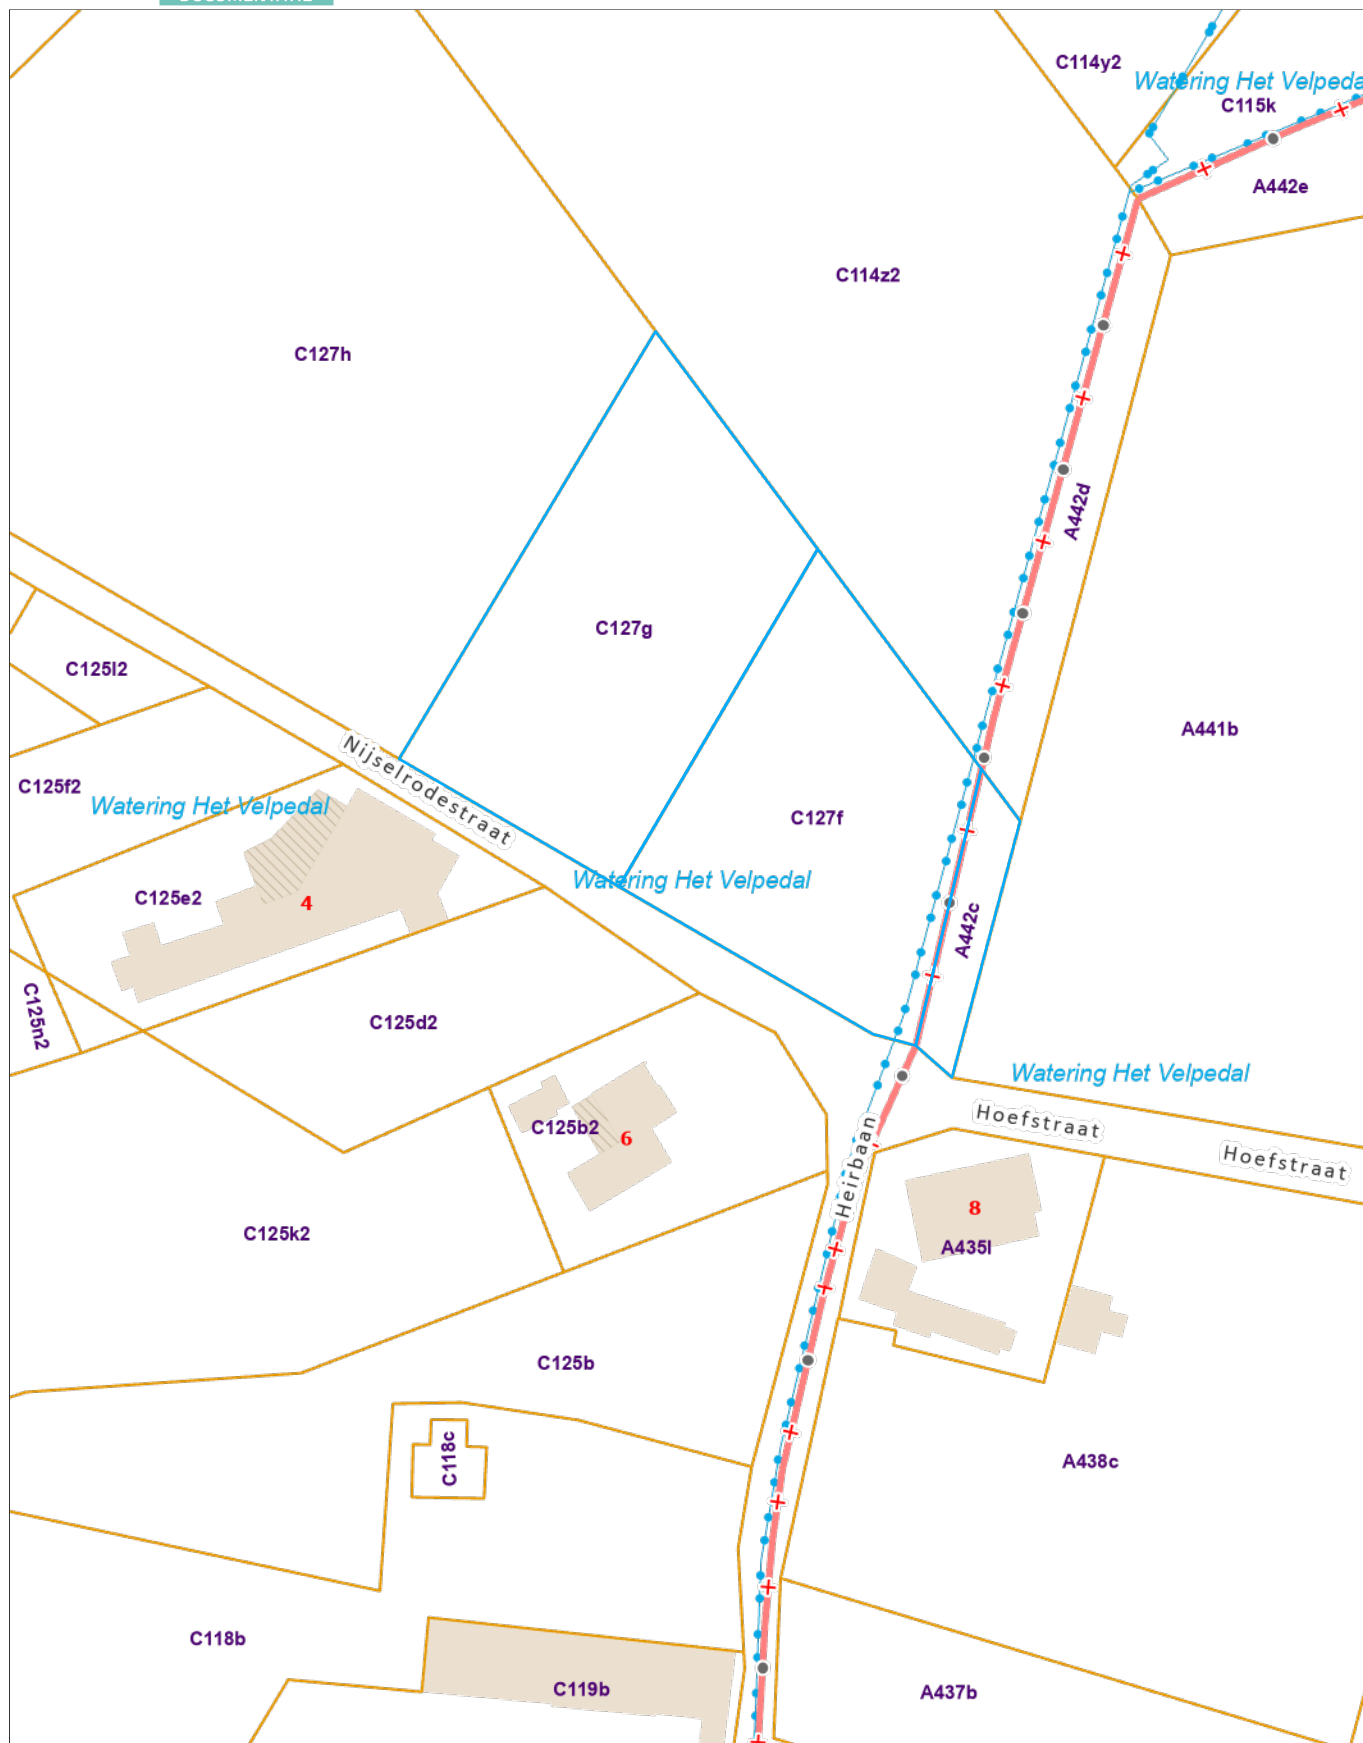 C114y2
Watering Het Velpeda
C115k
A442e
C114z2
C127h
A442d
C127g
C125l2
A441b
Nijselrodestraat
C125f2
Watering Het Velpedal
C127f
Watering Het Velpedal
C125e2
4
A442c
C125n2
C125d2
Watering Het Velpedal
Hoefstraat
C125b2
6
Heirbaan
Hoefstraat
8
C125k2
A435l
C125b
C118c
A438c
C118b
C119b
A437b